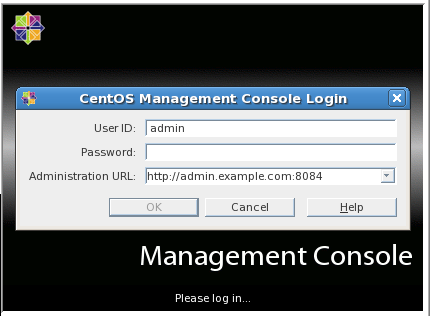 CentOS Management Console Login
User ID: admin
Password:
Administration URL: http://admin.example.com:8084
OK Cancel Help
Management Console
Please log in...